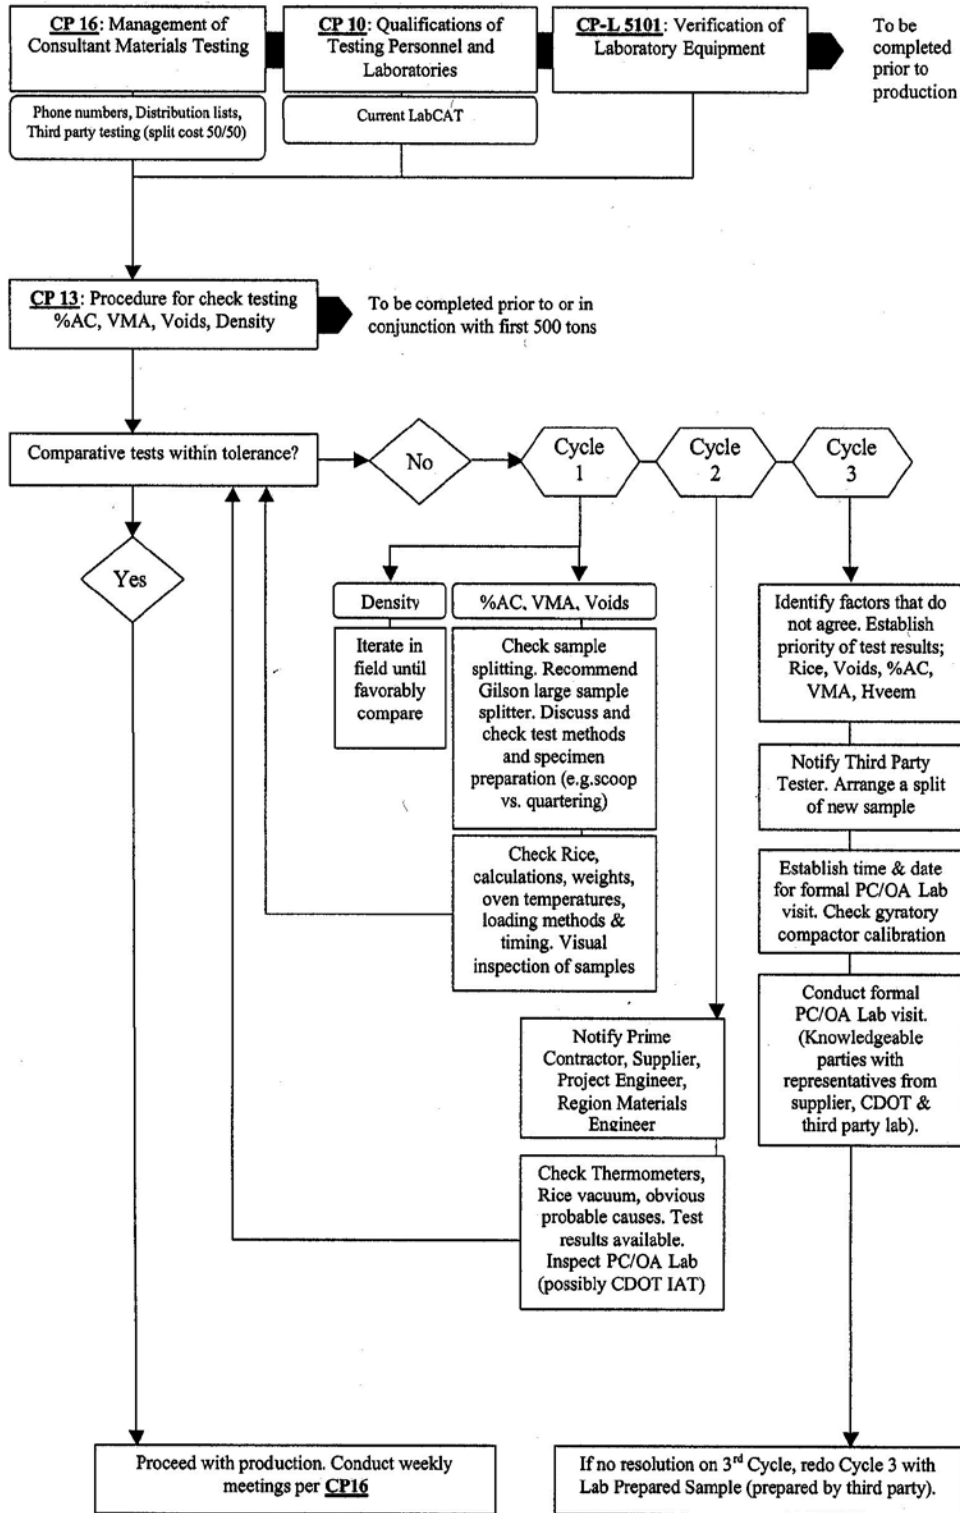 CP 16: Management of
Consultant Materials Testing
CP 10: Qualifications of
Testing Personnel and
Laboratories
CP-L 5101: Verification of
Laboratory Equipment
To be
completed
prior to
production
Phone numbers, Distribution lists,
Third party testing (split cost 50/50)
Current LabCAT
CP 13: Procedure for check testing
%AC, VMA, Voids, Density
To be completed prior to or in
conjunction with first 500 tons
Comparative tests within tolerance?
No
Cycle
1
Cycle
2
Cycle
3
Yes
Density
Iterate in
field until
favorably
compare
%AC, VMA, Voids
Check sample
splitting. Recommend
Gilson large sample
splitter. Discuss and
check test methods
and specimen
preparation (e.g.scoop
vs. quartering)
Check Rice,
calculations, weights,
oven temperatures,
loading methods &
timing. Visual
inspection of samples
Notify Prime
Contractor, Supplier,
Project Engineer,
Region Materials
Engineer
Check Thermometers,
Rice vacuum, obvious
probable causes. Test
results available.
Inspect PC/OA Lab
(possibly CDOT IAT)
Identify factors that do
not agree. Establish
priority of test results;
Rice, Voids, %AC,
VMA, Hveem
Notify Third Party
Tester. Arrange a split
of new sample
Establish time & date
for formal PC/OA Lab
visit. Check gyratory
compactor calibration
Conduct formal
PC/OA Lab visit.
(Knowledgeable
parties with
representatives from
supplier, CDOT &
third party lab).
Proceed with production. Conduct weekly
meetings per CP16
If no resolution on 3rd Cycle, redo Cycle 3 with
Lab Prepared Sample (prepared by third party).